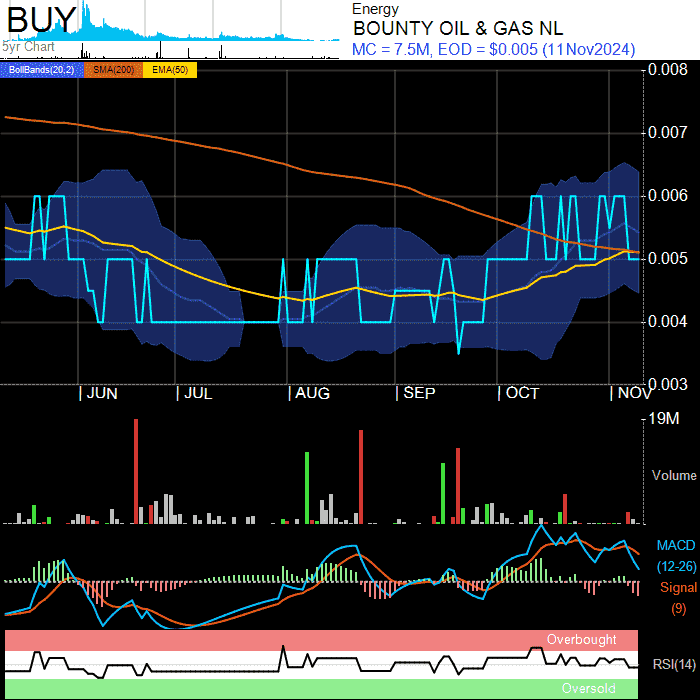 BUY
5yr Chart
Energy
BOUNTY OIL & GAS NL
MC = 7.5M, EOD = $0.005 (11Nov2024)
BollBands(20,2) SMA(200) EMA(50)
0.008
0.007
0.006
0.005
0.004
0.003
JUN JUL AUG SEP OCT NOV
19M
Volume
MACD
(12-26)
Signal
(9)
Overbought
RSI(14)
Oversold